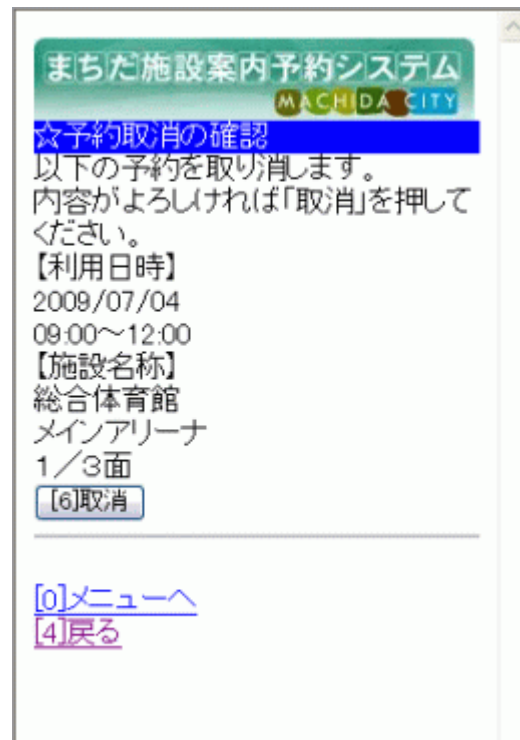 まちだ施設案内予約システム
MACHIDA CITY
☆予約取消の確認
以下の予約を取り消します。
内容がよろしければ「取消」を押して
ください。
【利用日時】
2009/07/04
09:00～12:00
【施設名称】
総合体育館
メインアリーナ
1／3面
[6]取消
[0]メニューへ
[4]戻る